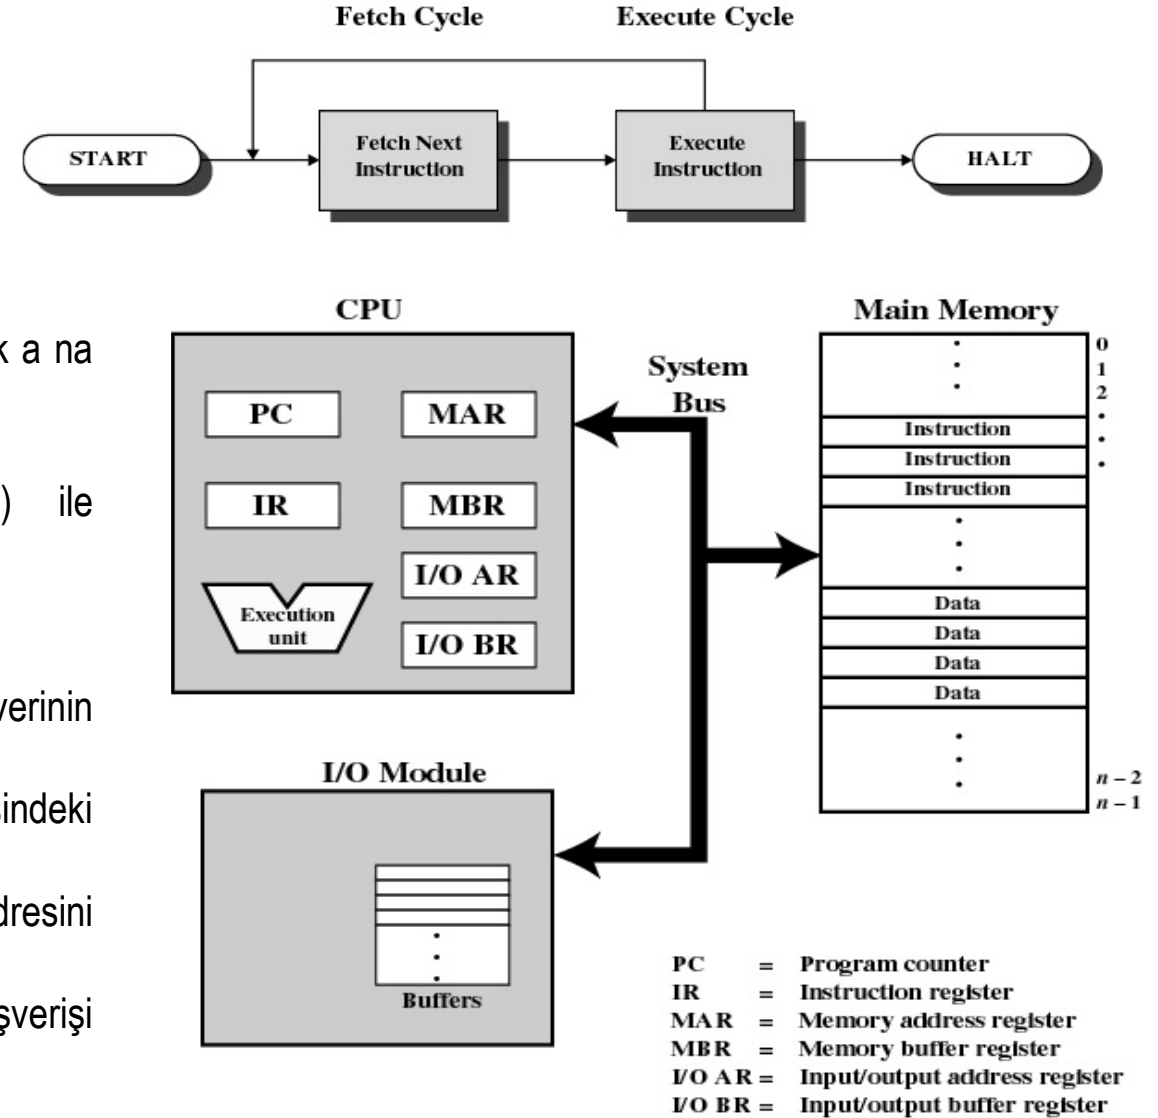 Fetch Cycle
Execute Cycle
START
Fetch Next
Instruction
Execute
Instruction
HALT
k a na
) ile
verinin
sindeki
dresini
şverişi
CPU
PC
MAR
IR
MBR
I/O AR
I/O BR
Execution
unit
System
Bus
Main Memory
0
1
2
Instruction
Instruction
Instruction
Data
Data
Data
Data
n – 2
n – 1
I/O Module
Buffers
PC = Program counter
IR = Instruction register
MAR = Memory address register
MBR = Memory buffer register
I/O AR = Input/output address register
I/O BR = Input/output buffer register